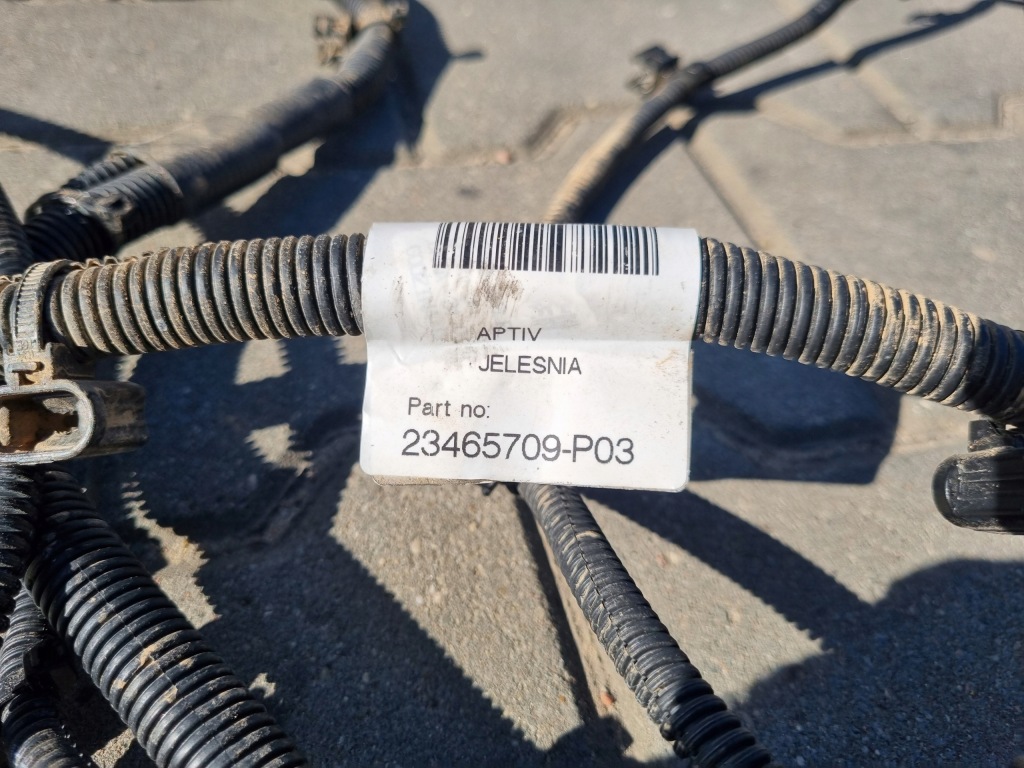 APTIV
JELESNIA
Part no:
23465709-P03